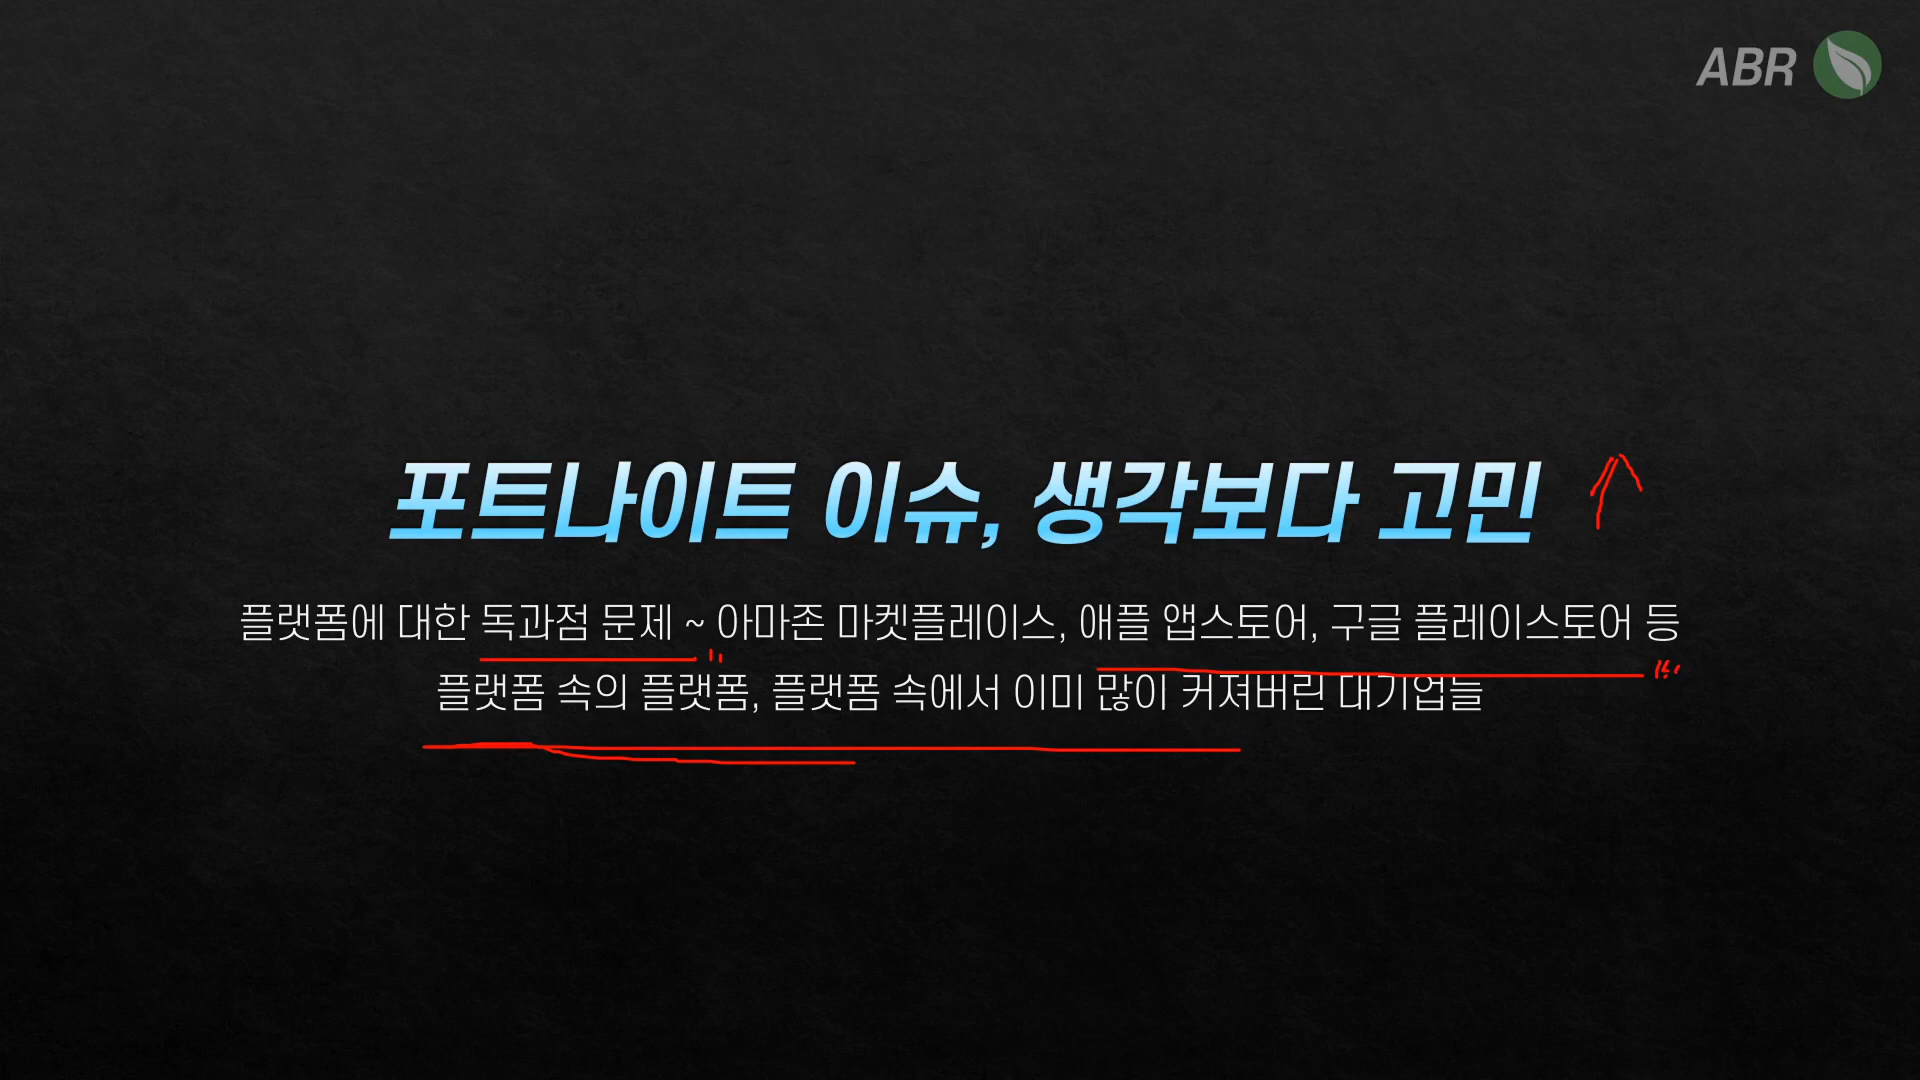 ABR
포트나이트 이슈, 생각보다 고민
플랫폼에 대한 독과점 문제 ~ 아마존 마켓플레이스, 애플 앱스토어, 구글 플레이스토어 등
플랫폼 속의 플랫폼, 플랫폼 속에서 이미 많이 커져버린 대기업들